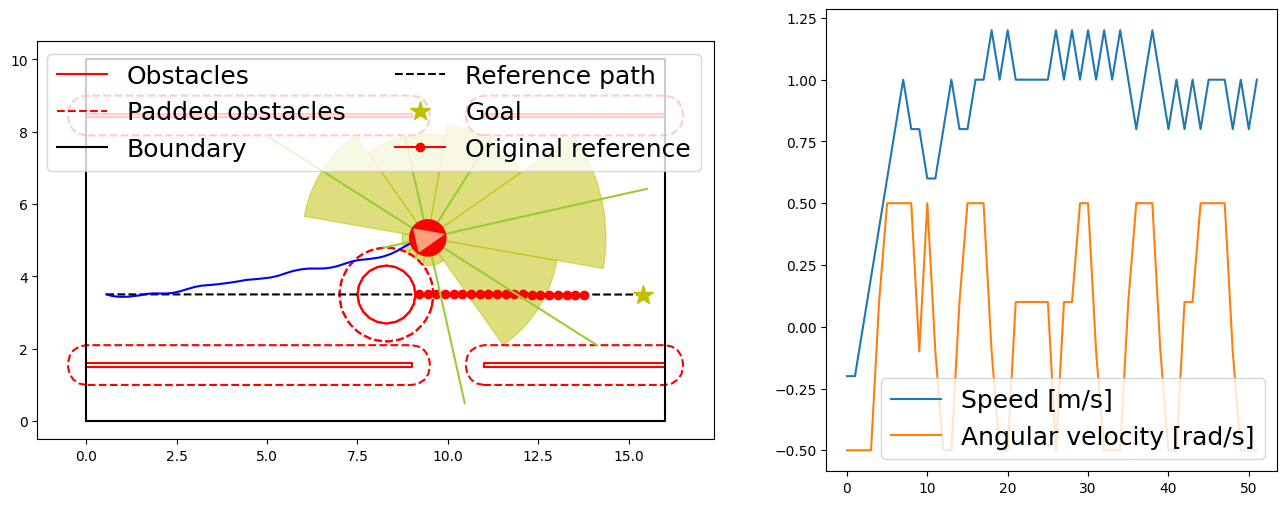 10
8
6
4
2
0
0.0 2.5 5.0 7.5 10.0 12.5 15.0
Obstacles
Padded obstacles
Boundary
Reference path
Goal
Original reference
1.25
1.00
0.75
0.50
0.25
0.00
−0.25
−0.50
0 10 20 30 40 50
Speed [m/s]
Angular velocity [rad/s]